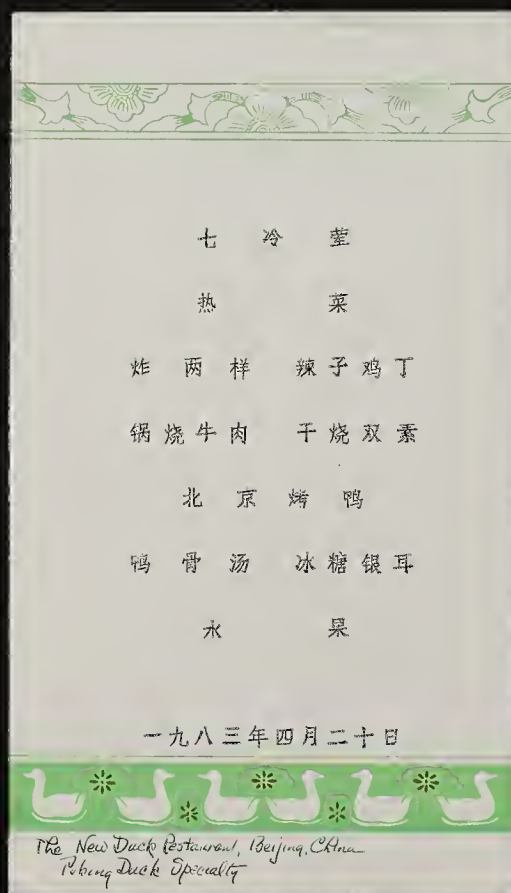 七冷荤
热菜
炸两样 辣子鸡丁
锅烧牛肉 干烧双素
北京烤鸭
鸭骨汤 冰糖银耳
水果
一九八三年四月二十日
The New Duck Restaurant, Beijing, China
Peking Duck Specialty